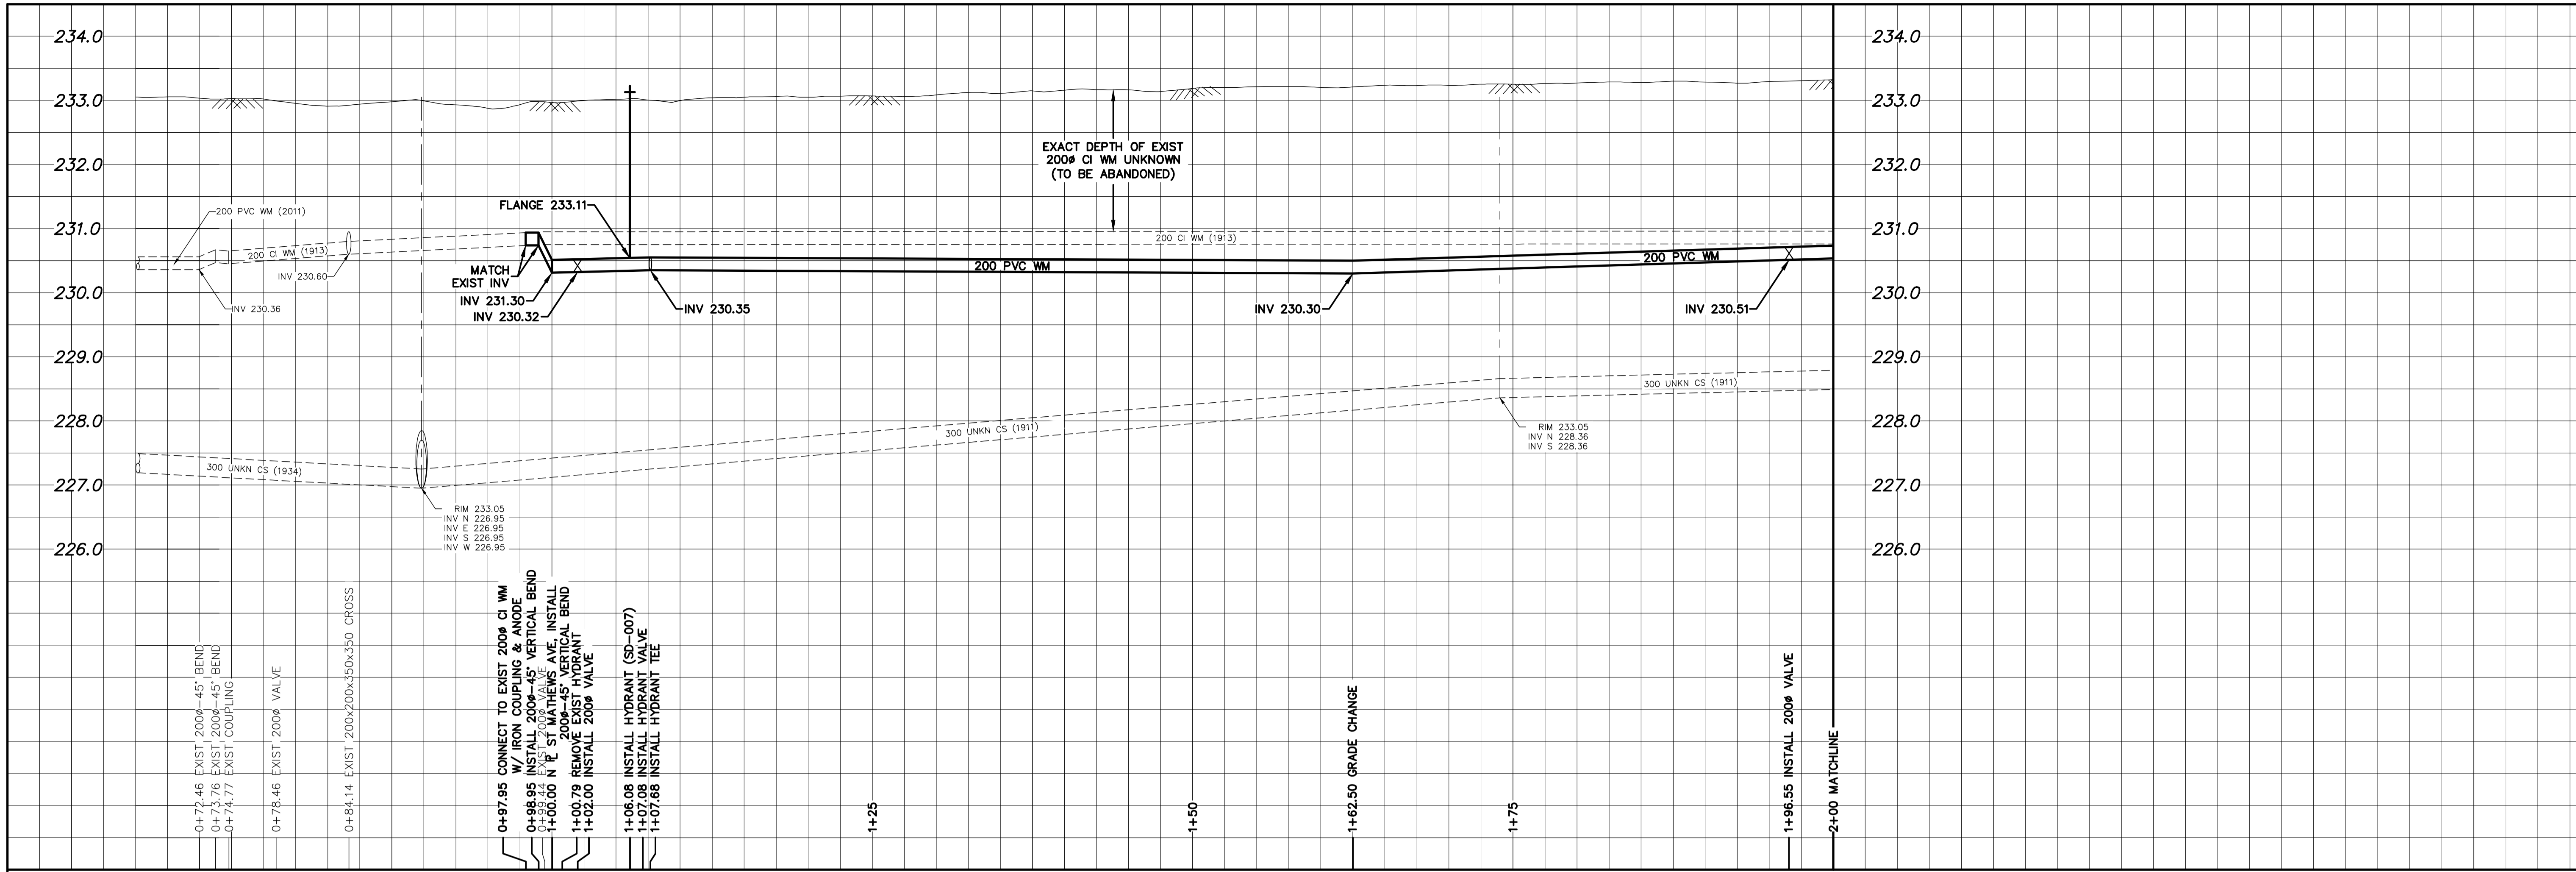 234.0
233.0
232.0
231.0
230.0
229.0
228.0
227.0
226.0
234.0
233.0
232.0
231.0
230.0
229.0
228.0
227.0
226.0
EXACT DEPTH OF EXIST
200ø CI WM UNKNOWN
(TO BE ABANDONED)
200 PVC WM (2011)
FLANGE 233.11
200 CI WM (1913)
200 CI WM (1913)
INV 230.60
INV 230.36
MATCH
EXIST INV
INV 231.30
INV 230.32
INV 230.35
200 PVC WM
INV 230.30
200 PVC WM
INV 230.51
300 UNKN CS (1934)
300 UNKN CS (1911)
300 UNKN CS (1911)
RIM 233.05
INV N 226.95
INV E 226.95
INV S 226.95
INV W 226.95
RIM 233.05
INV N 228.36
INV S 228.36
0+72.46 EXIST 200ø-45° BEND
0+73.76 EXIST 200ø-45° BEND
0+74.77 EXIST COUPLING
0+78.46 EXIST 200ø VALVE
0+84.14 EXIST 200x200x350x350 CROSS
0+97.95 CONNECT TO EXIST 200ø CI WM
W/ IRON COUPLING & ANODE
0+98.95 INSTALL 200ø-45° VERTICAL BEND
0+99.44 EXIST 200ø VALVE
1+00.00 N PL ST MATHEWS AVE, INSTALL
200ø-45° VERTICAL BEND
1+00.79 REMOVE EXIST HYDRANT
1+02.00 INSTALL 200ø VALVE
1+06.08 INSTALL HYDRANT (SD-007)
1+07.08 INSTALL HYDRANT VALVE
1+07.68 INSTALL HYDRANT TEE
1+25
1+50
1+62.50 GRADE CHANGE
1+75
1+96.55 INSTALL 200ø VALVE
2+00 MATCHLINE